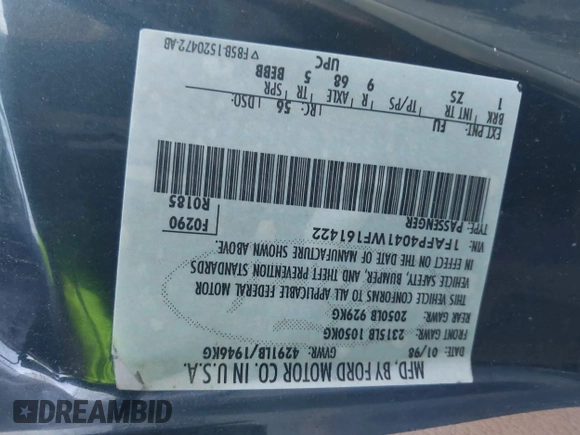 MFD. BY FORD MOTOR CO. IN U.S.A.
DATE: 01/98 GVWR: 4291LB/1946KG
FRONT GAWR: 2315LB 1050KG
REAR GAWR: 2050LB 929KG
THIS VEHICLE CONFORMS TO ALL APPLICABLE FEDERAL MOTOR
VEHICLE SAFETY, BUMPER, AND THEFT PREVENTION STANDARDS
IN EFFECT ON THE DATE OF MANUFACTURE SHOWN ABOVE.
VIN: 1FAFP4041WF161422 F0290
TYPE: PASSENGER R0185
EXT PNT: EU RC: 56 DSO:
BRK INT TR TP/PS R AXLE TR SPR
1 ZS 9 68 5 BEBB
UPC
F85B-1520472-AB
DREAMBID